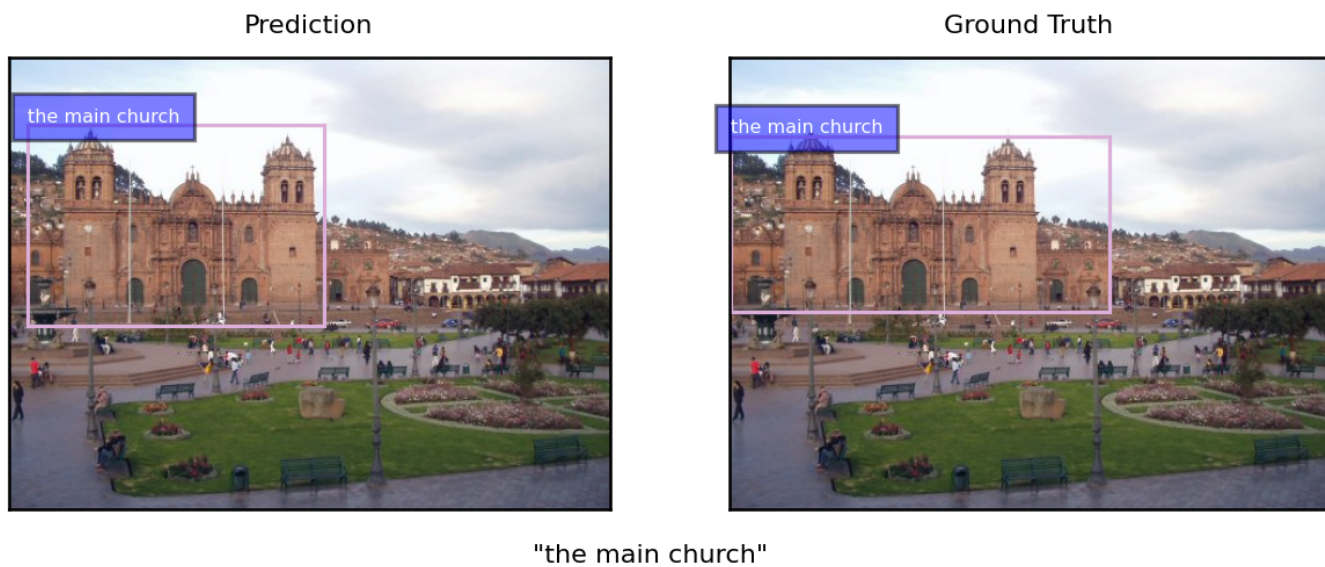 Prediction
Ground Truth
the main church
the main church
"the main church"